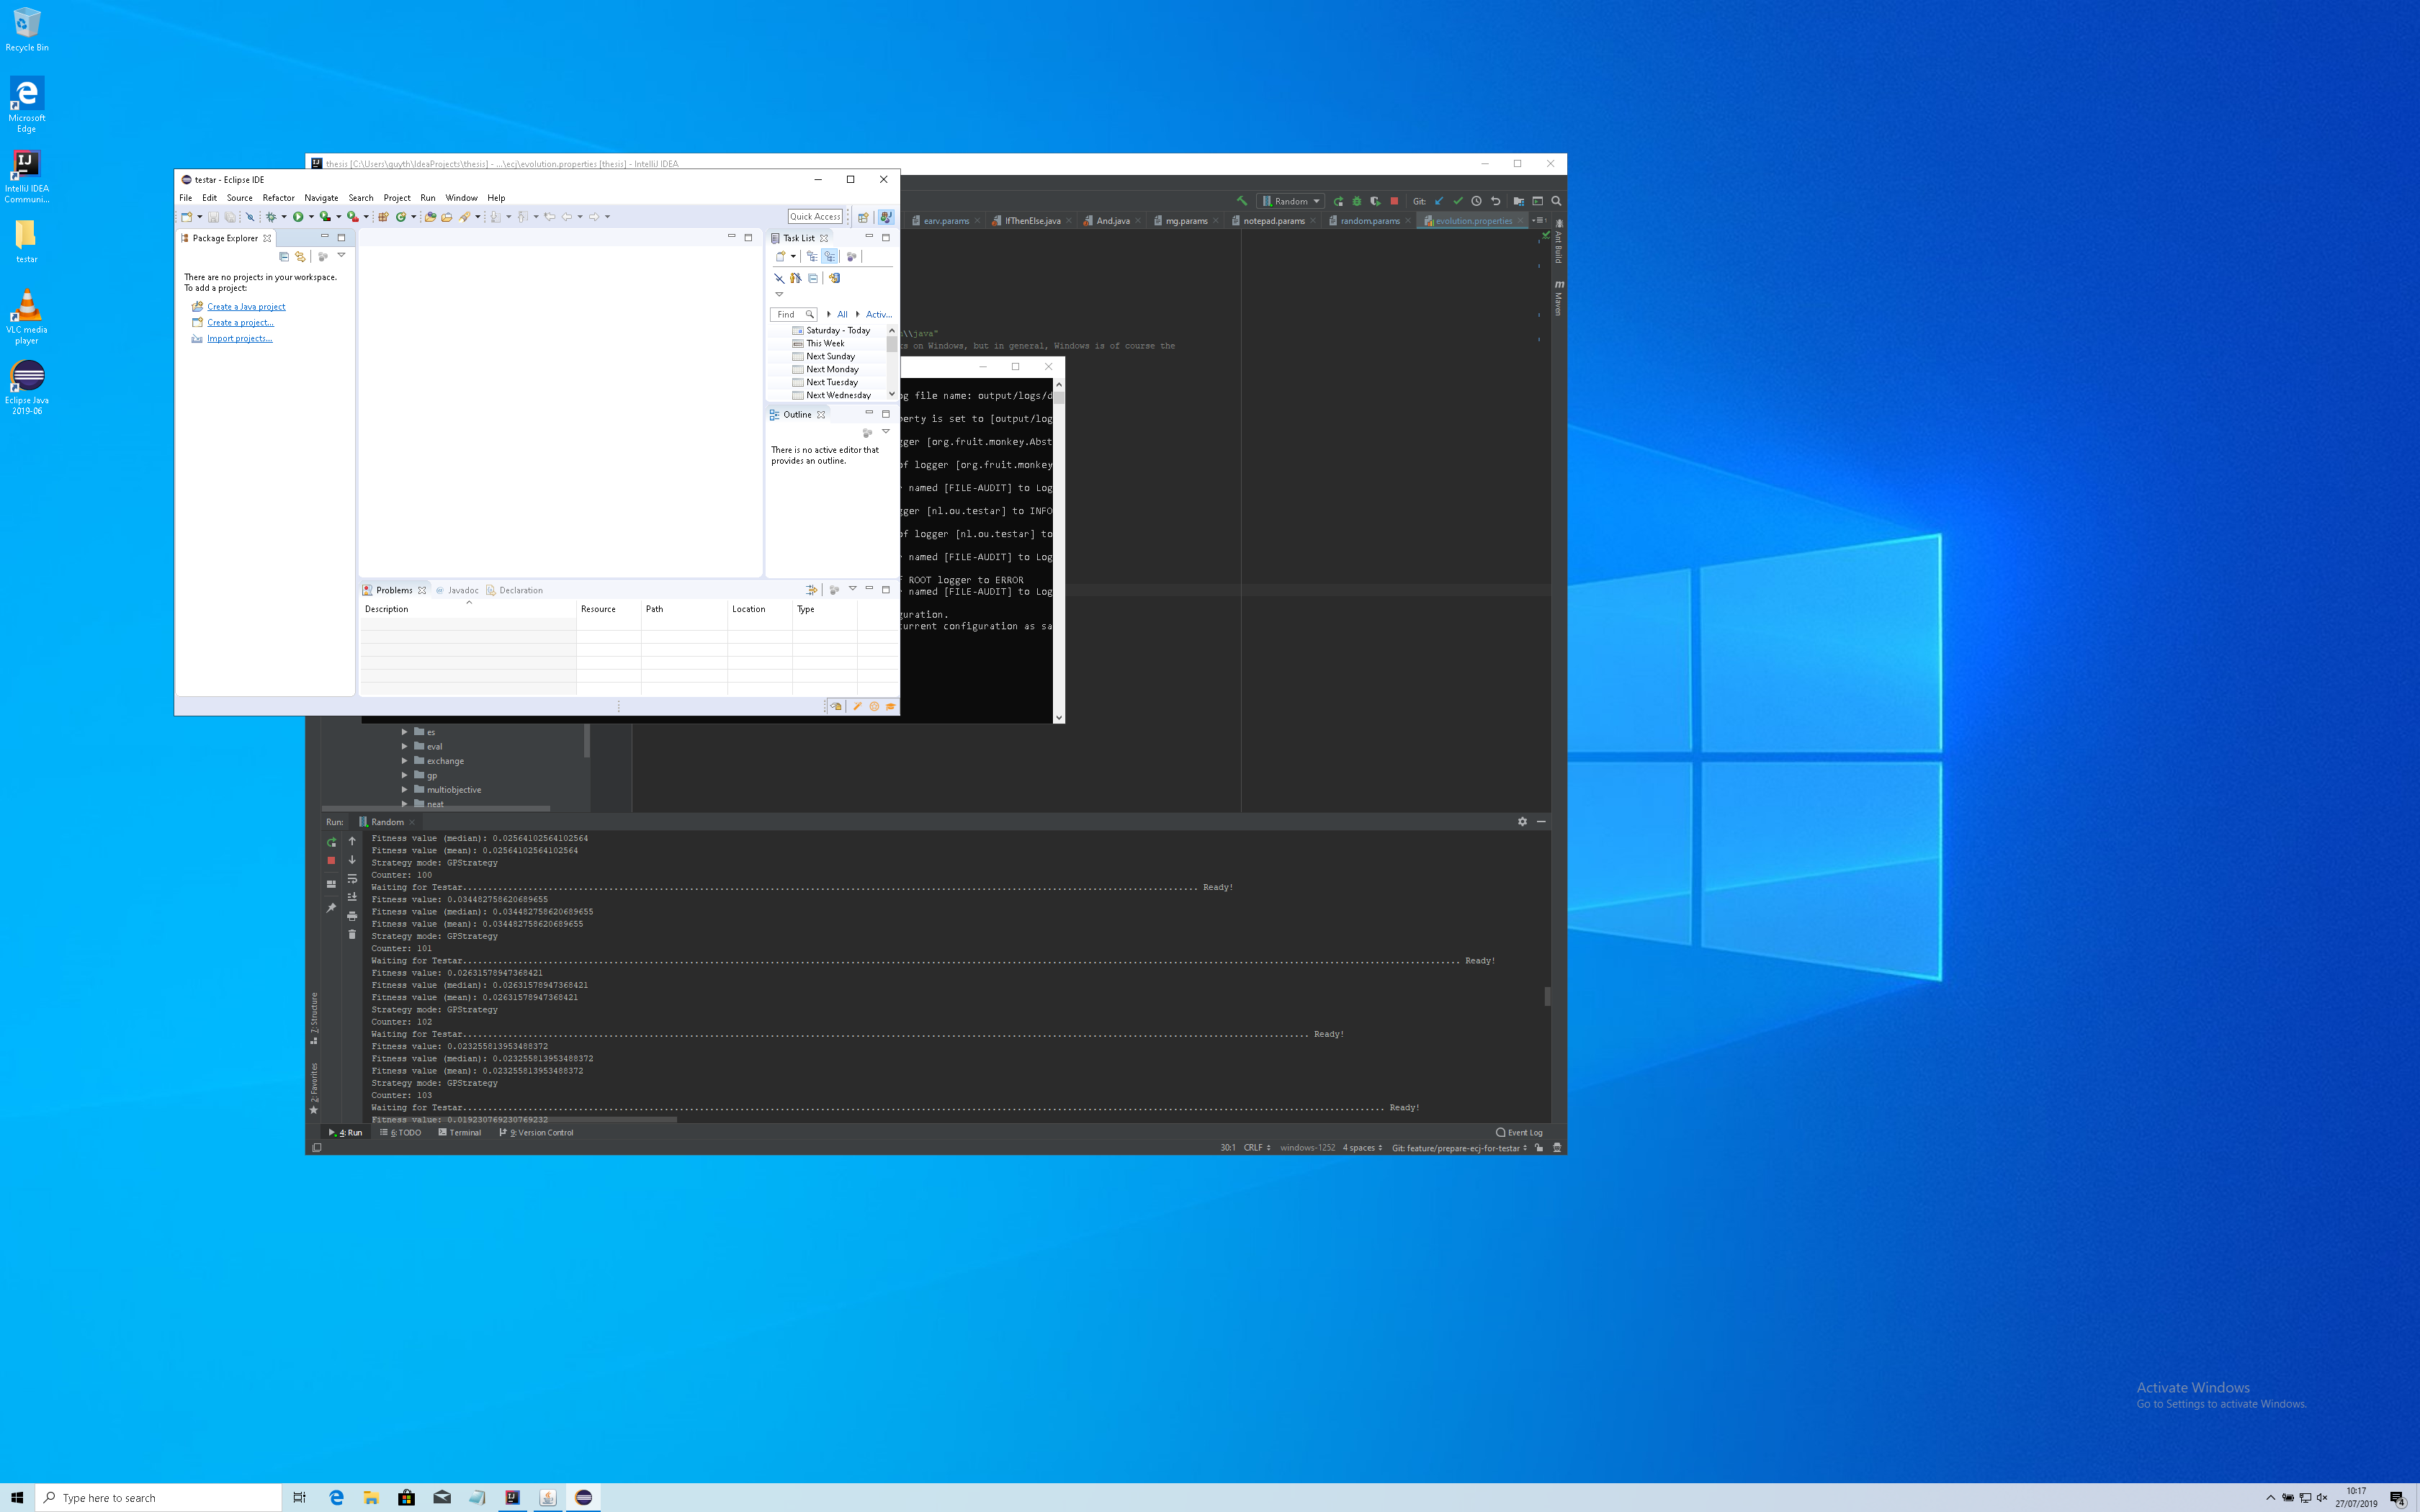 Recycle Bin
Microsoft
Edge
IntelliJ IDEA
Communi...
testar
VLC media
player
Eclipse Java
2019-06
thesis [C:\Users\guyth\IdeaProjects\thesis] - ...\ecj\evolution.properties [thesis] - IntelliJ IDEA
testar - Eclipse IDE
File Edit Source Refactor Navigate Search Project Run Window Help
Quick Access
Package Explorer
There are no projects in your workspace.
To add a project:
Create a Java project
Create a project...
Import projects...
Task List
Find All Activ...
Saturday - Today
This Week
Next Sunday
Next Monday
Next Tuesday
Next Wednesday
Outline
There is no active editor that
provides an outline.
Problems Javadoc Declaration
Description Resource Path Location Type
Random Git:
earv.params IfThenElse.java And.java mg.params notepad.params random.params evolution.properties
Ant Build
Maven
\\java"
on Windows, but in general, Windows is of course the
file name: output/logs/d
erty is set to [output/log
gger [org.fruit.monkey.Abst
of logger [org.fruit.monkey
named [FILE-AUDIT] to Log
gger [nl.ou.testar] to INFO
of logger [nl.ou.testar] to
named [FILE-AUDIT] to Log
ROOT logger to ERROR
named [FILE-AUDIT] to Log
guration.
current configuration as sa
es
eval
exchange
gp
multiobjective
neat
Run: Random
Fitness value (median): 0.02564102564102564
Fitness value (mean): 0.02564102564102564
Strategy mode: GPStrategy
Counter: 100
Waiting for Testar.................................................................................................................................................. Ready!
Fitness value: 0.034482758620689655
Fitness value (median): 0.034482758620689655
Fitness value (mean): 0.034482758620689655
Strategy mode: GPStrategy
Counter: 101
Waiting for Testar...................................................................................................................................................................................................... Ready!
Fitness value: 0.02631578947368421
Fitness value (median): 0.02631578947368421
Fitness value (mean): 0.02631578947368421
Strategy mode: GPStrategy
Counter: 102
Waiting for Testar........................................................................................................................................................................ Ready!
Fitness value: 0.023255813953488372
Fitness value (median): 0.023255813953488372
Fitness value (mean): 0.023255813953488372
Strategy mode: GPStrategy
Counter: 103
Waiting for Testar....................................................................................................................................................................................... Ready!
Fitness value: 0.019230769230769232
7: Structure
2: Favorites
4: Run 6: TODO Terminal 9: Version Control Event Log
30:1 CRLF windows-1252 4 spaces Git: feature/prepare-ecj-for-testar
Activate Windows
Go to Settings to activate Windows.
Type here to search
10:17
27/07/2019
4